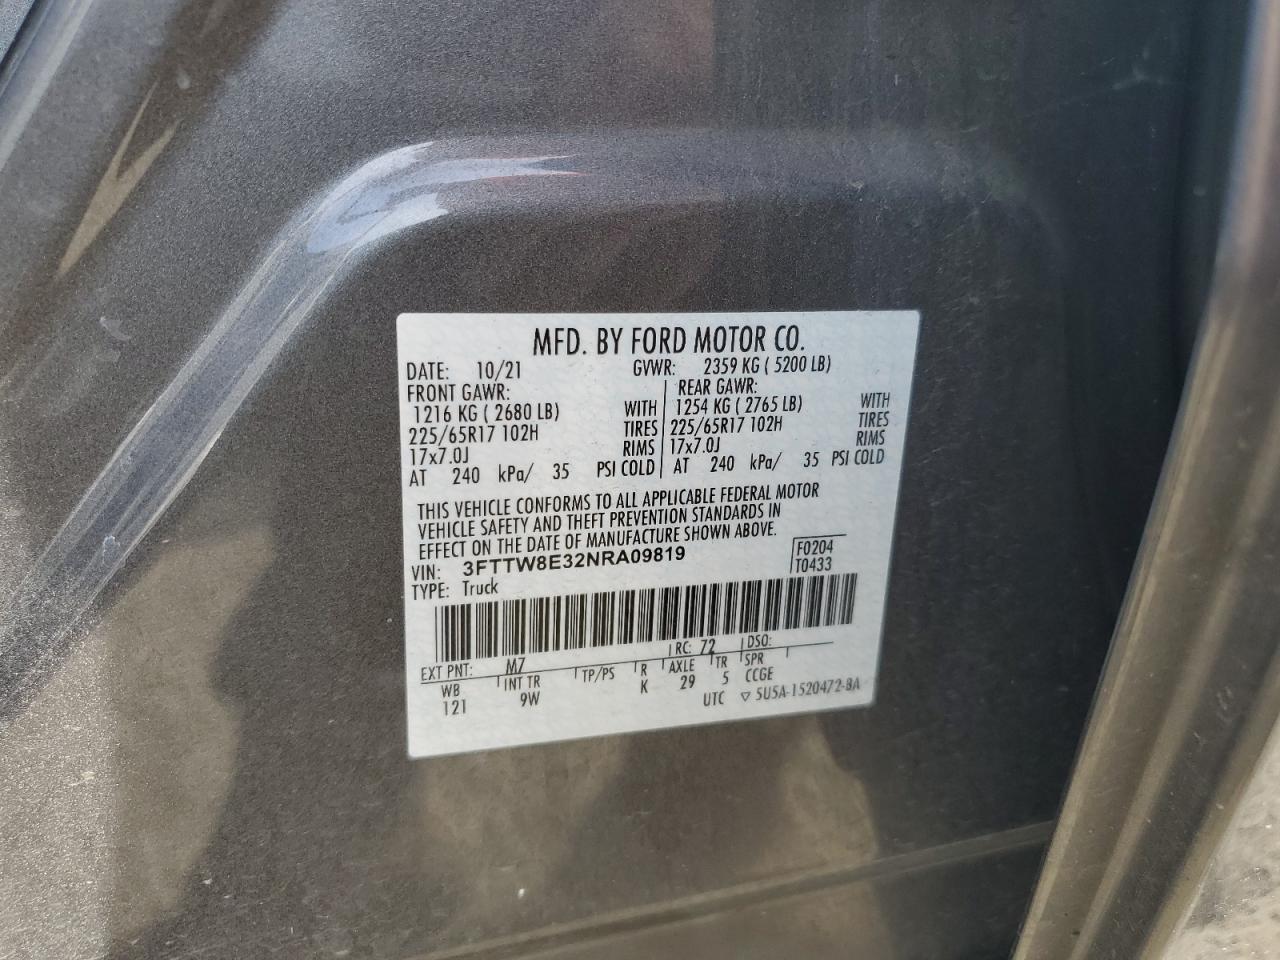 MFD. BY FORD MOTOR CO.
DATE: 10/21 GVWR: 2359 KG ( 5200 LB)
FRONT GAWR: REAR GAWR:
1216 KG ( 2680 LB) WITH 1254 KG ( 2765 LB) WITH
225/65R17 102H TIRES 225/65R17 102H TIRES
17x7.0J RIMS 17x7.0J RIMS
AT 240 kPa/ 35 PSI COLD AT 240 kPa/ 35 PSI COLD
THIS VEHICLE CONFORMS TO ALL APPLICABLE FEDERAL MOTOR
VEHICLE SAFETY AND THEFT PREVENTION STANDARDS IN
EFFECT ON THE DATE OF MANUFACTURE SHOWN ABOVE.
VIN: 3FTTW8E32NRA09819 F0204
TYPE: Truck T0433
EXT PNT: M7 RC: 72 DSO:
WB INT TR TP/PS R AXLE TR SPR
121 9W K 29 5 CCGE
UTC ▽ 5U5A-1520472-BA